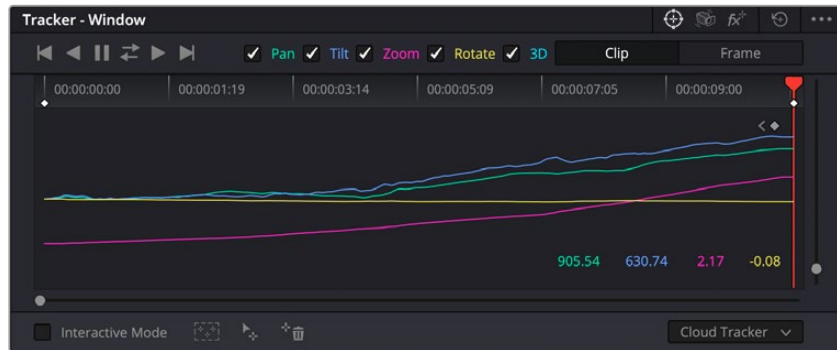 Tracker - Window
Pan Tilt Zoom Rotate 3D Clip Frame
00:00:00:00 00:00:01:19 00:00:03:14 00:00:05:09 00:00:07:05 00:00:09:00
905.54 630.74 2.17 -0.08
Interactive Mode Cloud Tracker